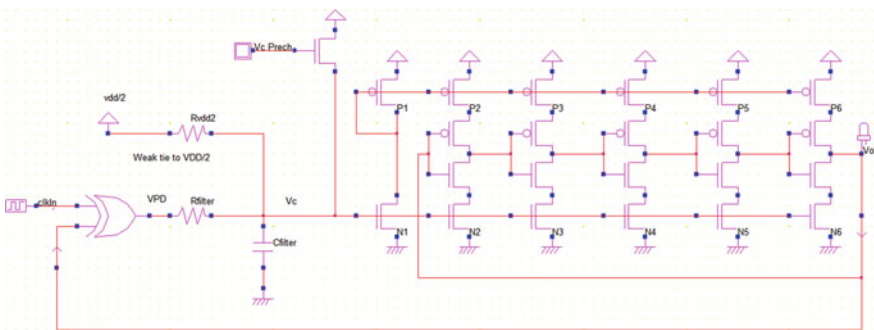 Vc Prech
vdd/2
Rvdd2
P1
P2
P3
P4
P5
P6
Weak tie to VDD/2
Vo
clkIn
VPD
Rfilter
Vc
Cfilter
N1
N2
N3
N4
N5
N6